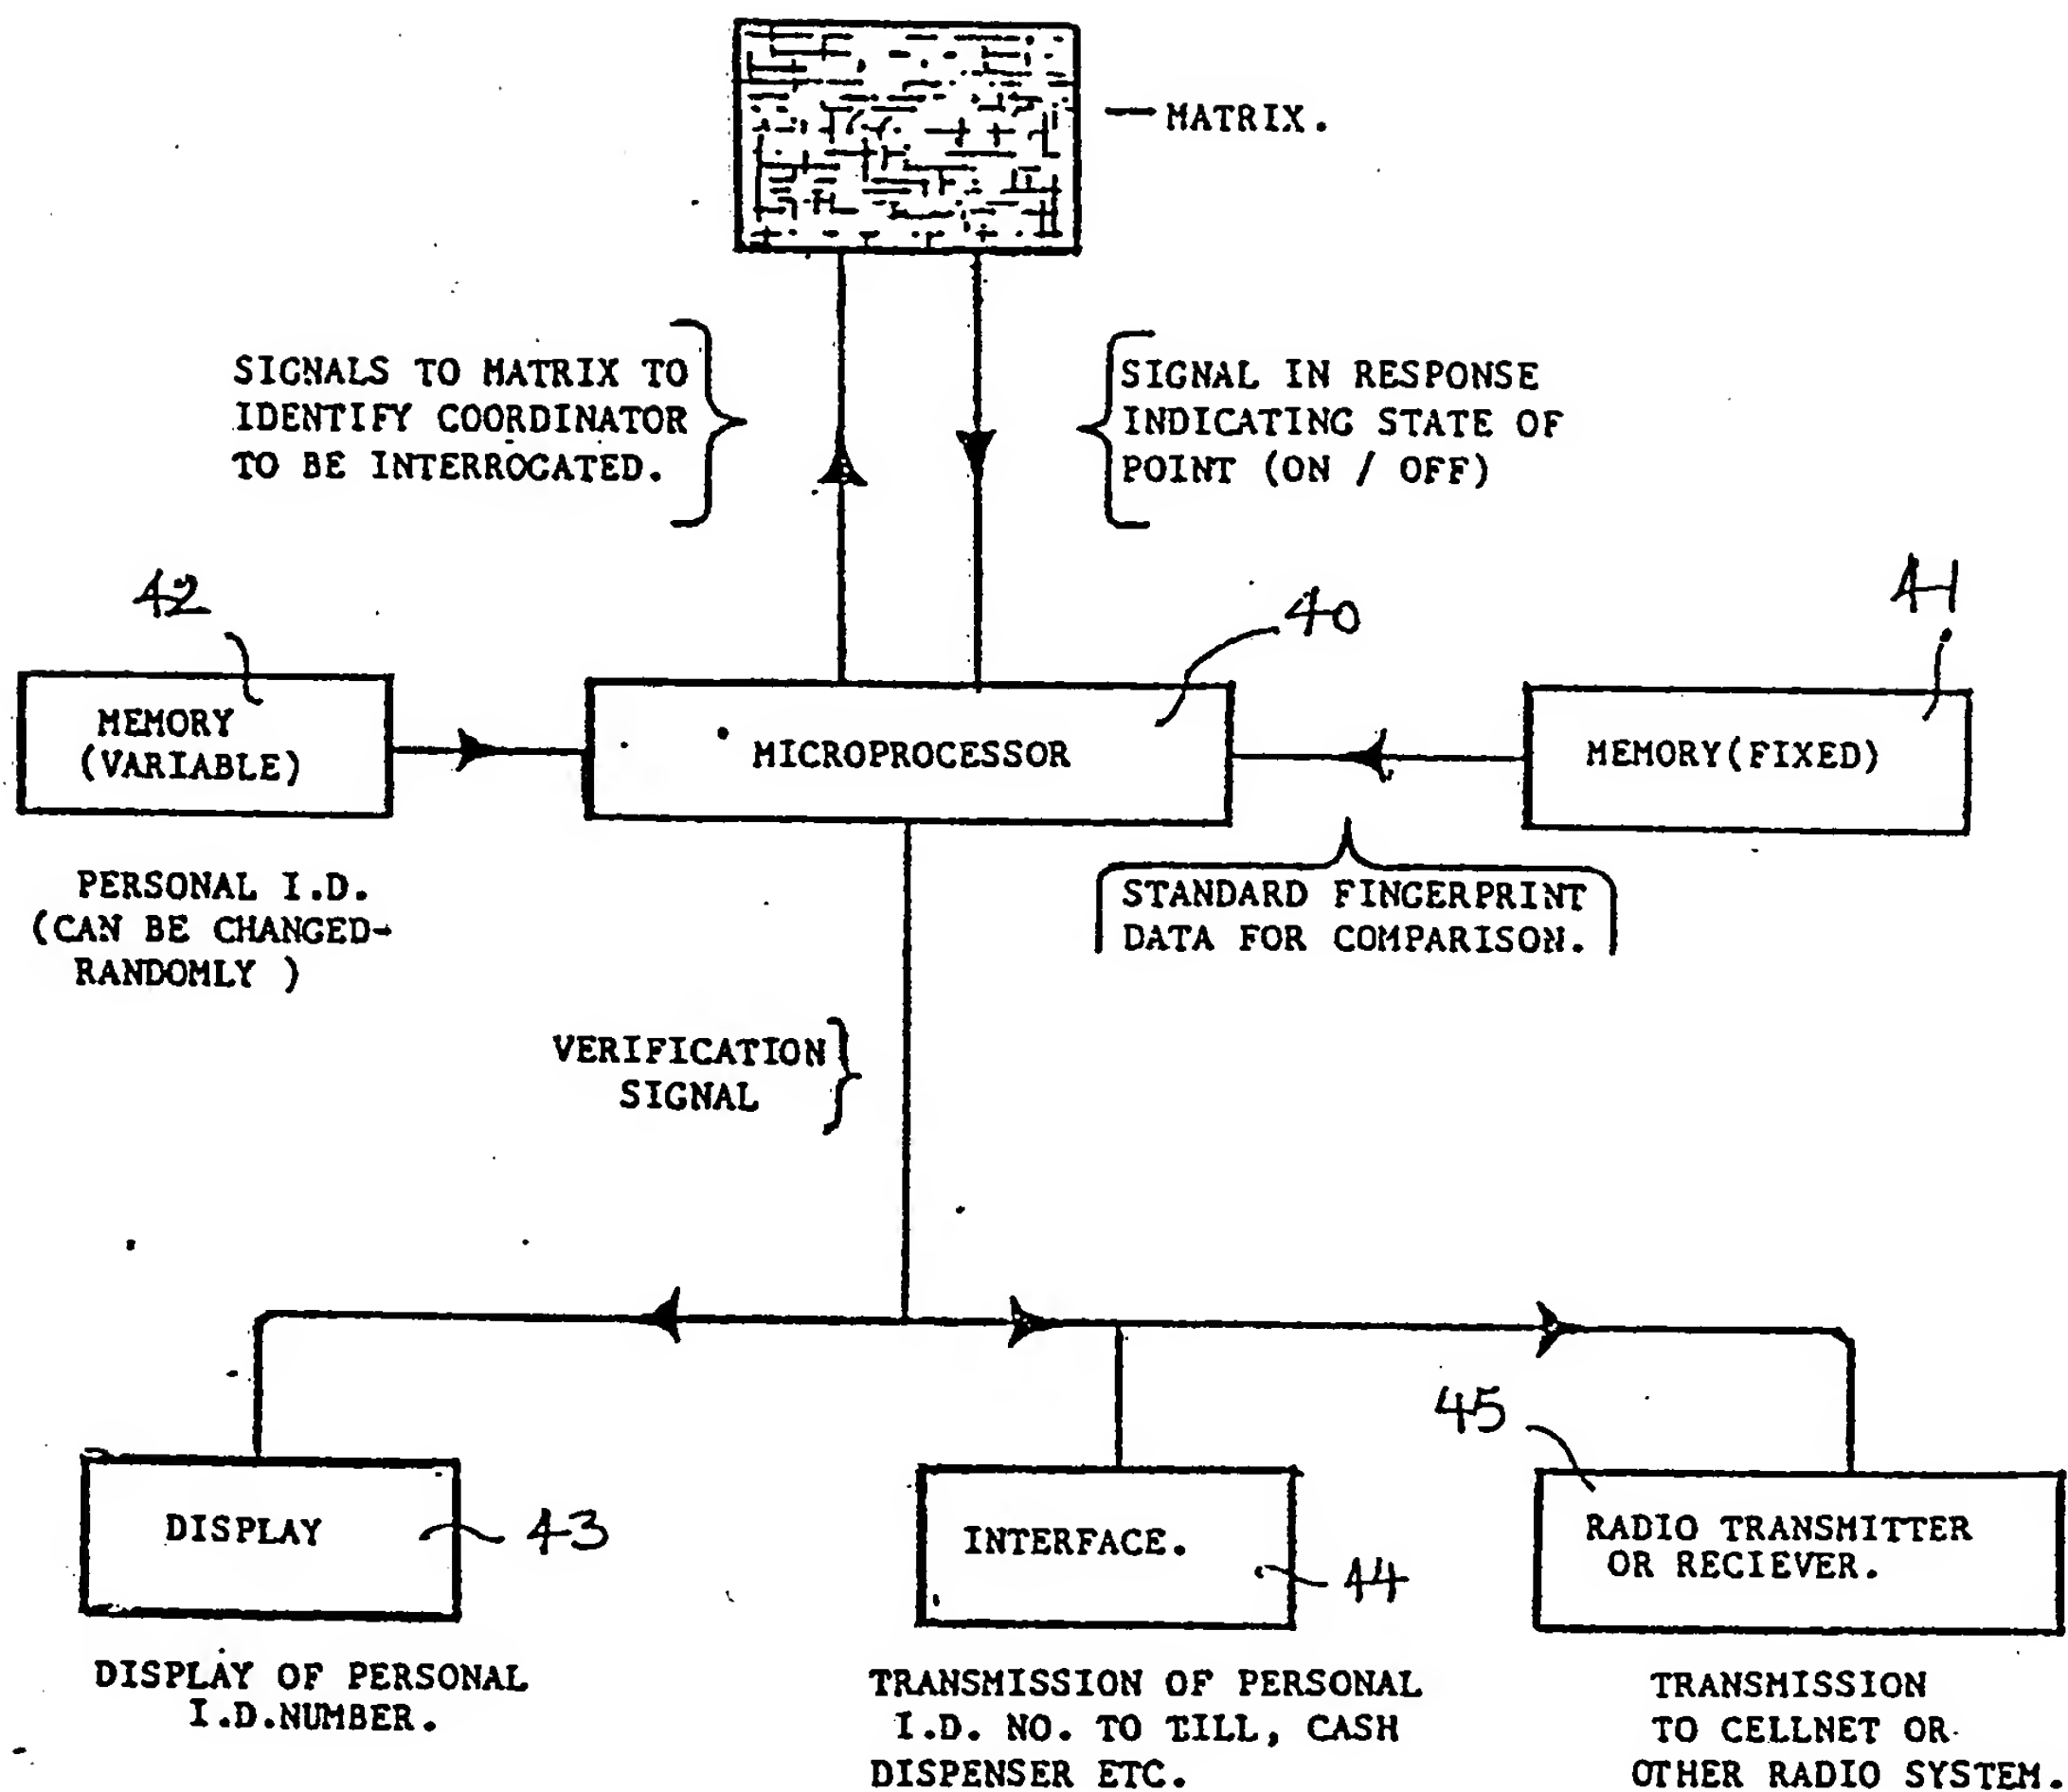 — MATRIX.
SIGNALS TO MATRIX TO
IDENTIFY COORDINATOR
TO BE INTERROGATED.
SIGNAL IN RESPONSE
INDICATING STATE OF
POINT (ON / OFF)
42
40
41
MEMORY
(VARIABLE)
MICROPROCESSOR
MEMORY(FIXED)
PERSONAL I.D.
(CAN BE CHANGED-
RANDOMLY )
STANDARD FINGERPRINT
DATA FOR COMPARISON.
VERIFICATION
SIGNAL
45
DISPLAY
43
INTERFACE.
44
RADIO TRANSMITTER
OR RECIEVER.
DISPLAY OF PERSONAL
I.D.NUMBER.
TRANSMISSION OF PERSONAL
I.D. NO. TO TILL, CASH
DISPENSER ETC.
TRANSMISSION
TO CELLNET OR
OTHER RADIO SYSTEM.